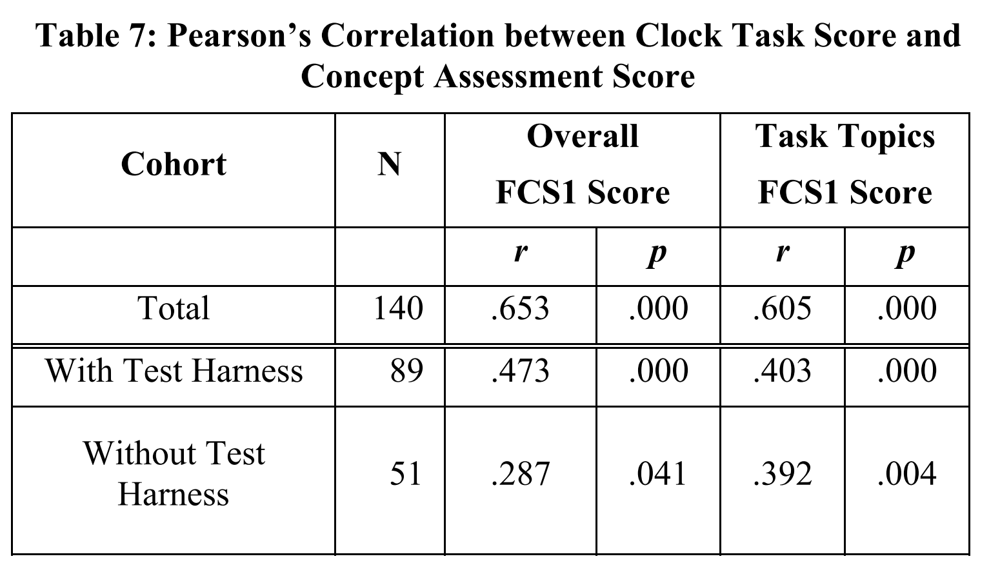 Table 7: Pearson’s Correlation between Clock Task Score and
Concept Assessment Score
Cohort N Overall FCS1 Score Task Topics FCS1 Score
r p r p
Total 140 .653 .000 .605 .000
With Test Harness 89 .473 .000 .403 .000
Without Test Harness 51 .287 .041 .392 .004